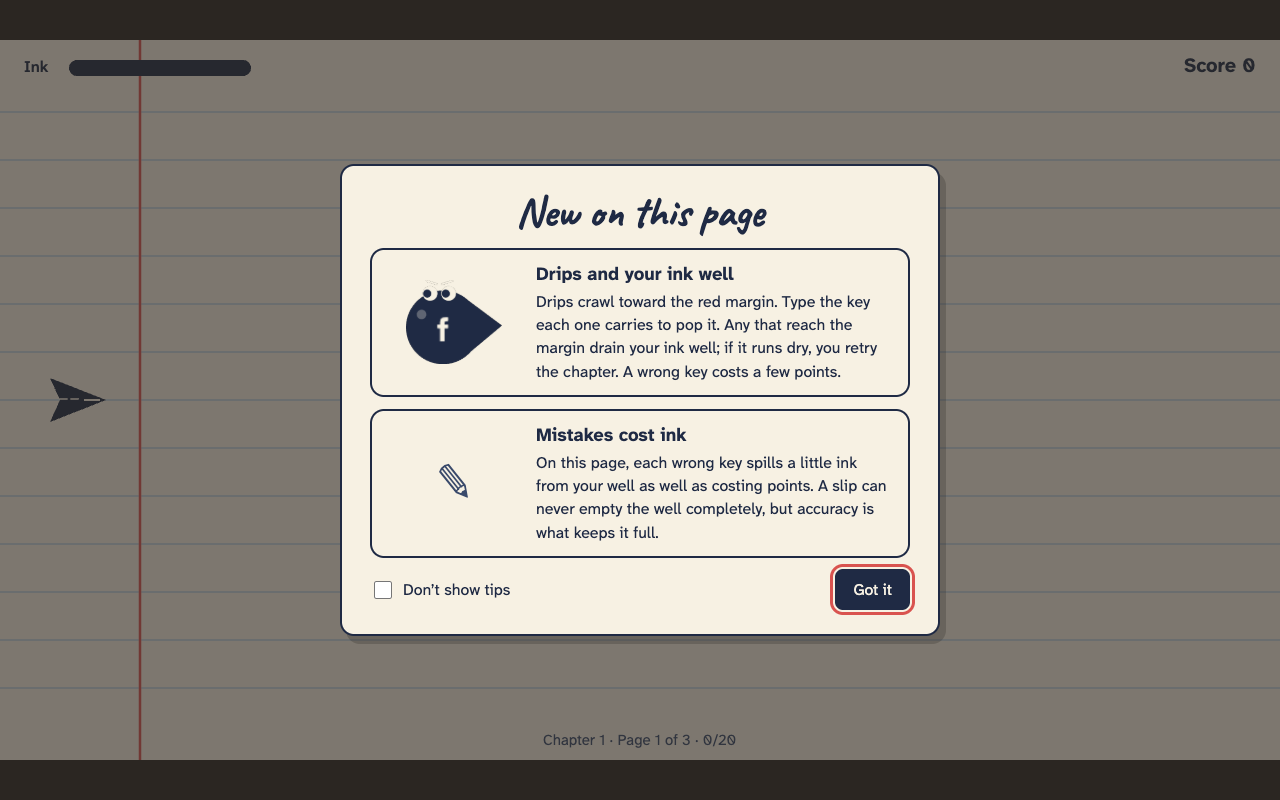 Ink
Score 0
New on this page
f
Drips and your ink well
Drips crawl toward the red margin. Type the key
each one carries to pop it. Any that reach the
margin drain your ink well; if it runs dry, you retry
the chapter. A wrong key costs a few points.
Mistakes cost ink
On this page, each wrong key spills a little ink
from your well as well as costing points. A slip can
never empty the well completely, but accuracy is
what keeps it full.
Don’t show tips
Got it
Chapter 1 · Page 1 of 3 · 0/20